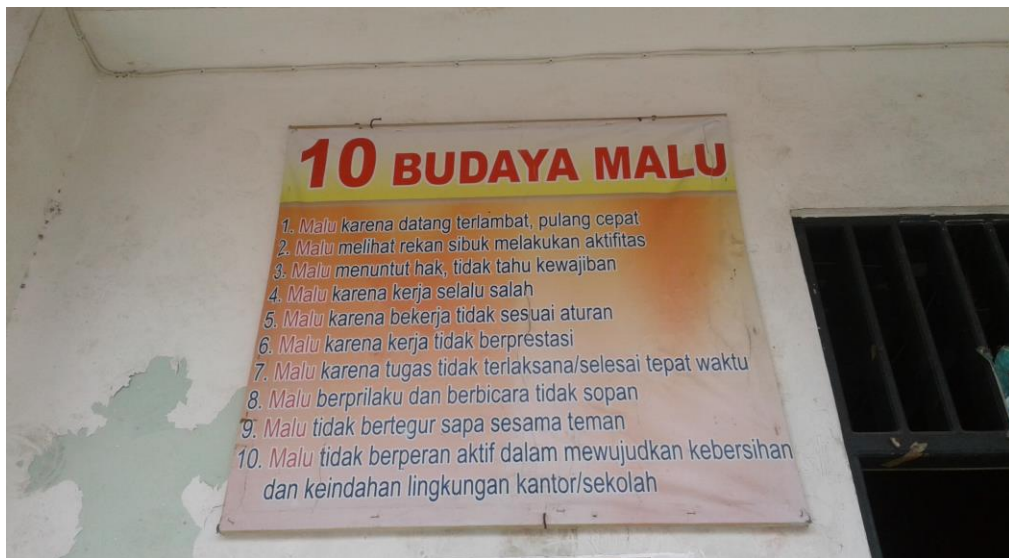 10 BUDAYA MALU
1. Malu karena datang terlambat, pulang cepat
2. Malu melihat rekan sibuk melakukan aktifitas
3. Malu menuntut hak, tidak tahu kewajiban
4. Malu karena kerja selalu salah
5. Malu karena bekerja tidak sesuai aturan
6. Malu karena kerja tidak berprestasi
7. Malu karena tugas tidak terlaksana/selesai tepat waktu
8. Malu berprilaku dan berbicara tidak sopan
9. Malu tidak bertegur sapa sesama teman
10. Malu tidak berperan aktif dalam mewujudkan kebersihan
dan keindahan lingkungan kantor/sekolah